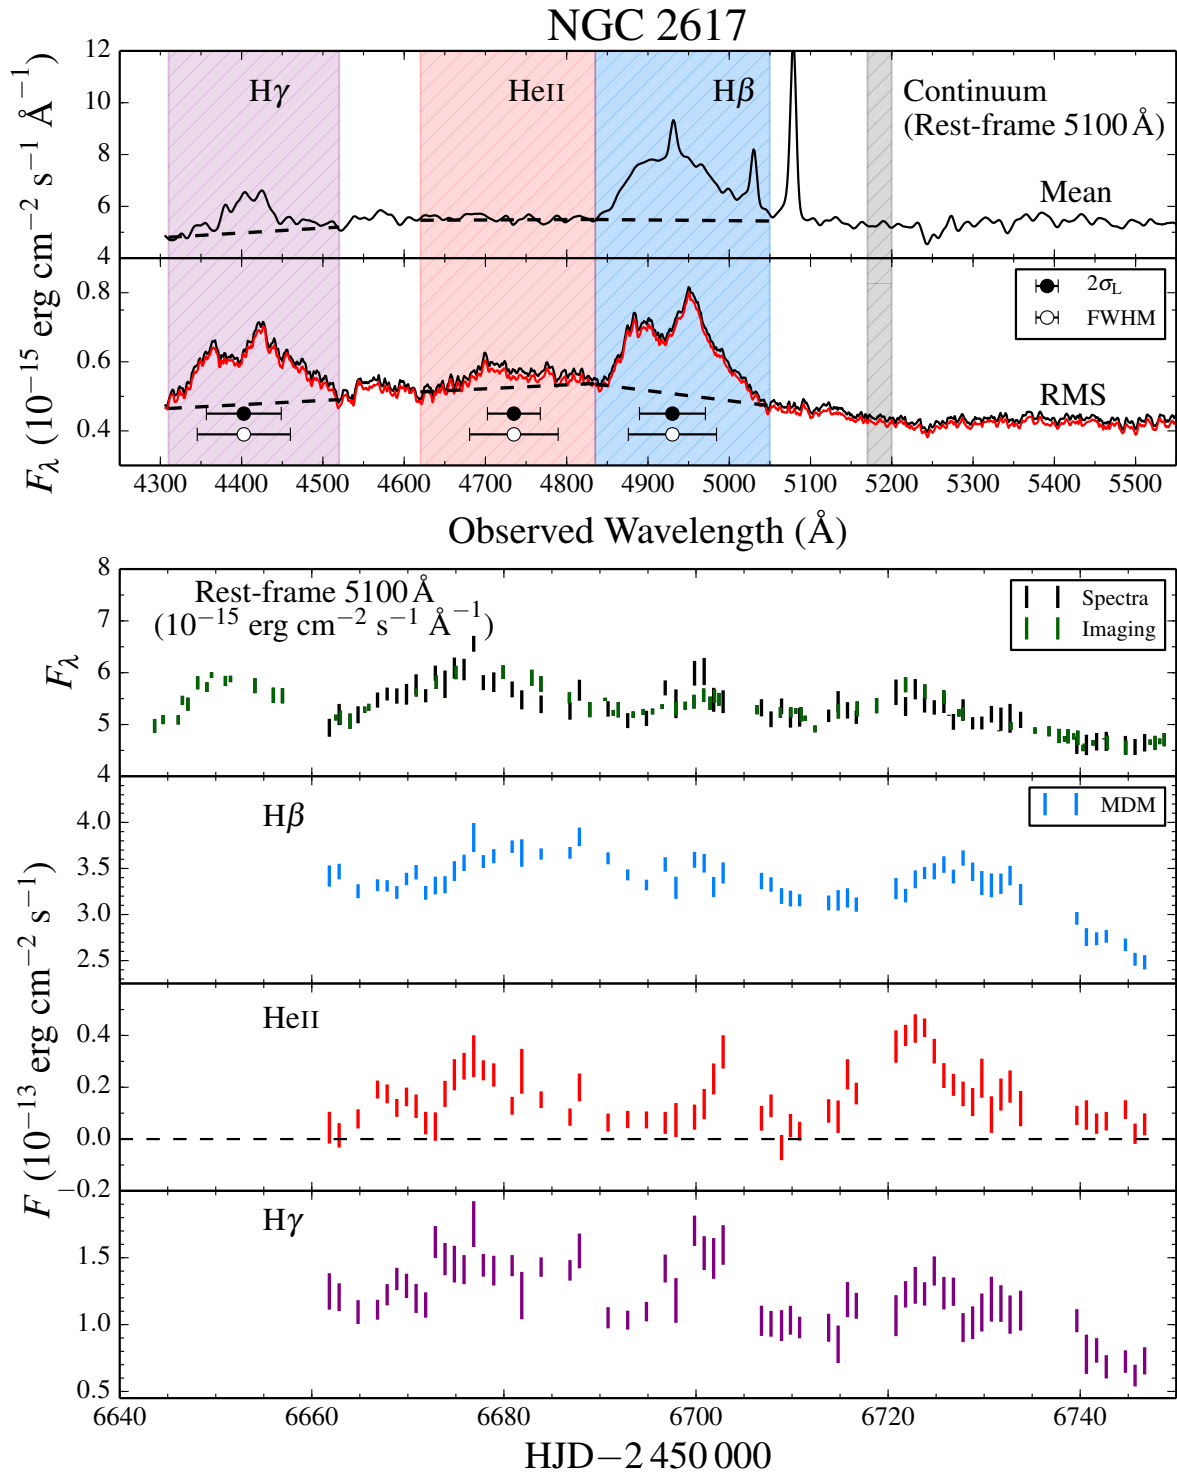 NGC 2617
12
10
8
6
4
Hγ
HeII
Hβ
Continuum
(Rest-frame 5100 Å)
Mean
0.8
0.6
0.4
2σL
FWHM
RMS
Fλ (10−15 erg cm−2 s−1 Å−1)
4300 4400 4500 4600 4700 4800 4900 5000 5100 5200 5300 5400 5500
Observed Wavelength (Å)
8
7
6
5
4
Fλ
Rest-frame 5100 Å
(10−15 erg cm−2 s−1 Å−1)
Spectra
Imaging
4.0
3.5
3.0
2.5
Hβ
MDM
0.4
0.2
0.0
−0.2
HeII
F (10−13 erg cm−2 s−1)
1.5
1.0
0.5
Hγ
6640 6660 6680 6700 6720 6740
HJD−2 450 000